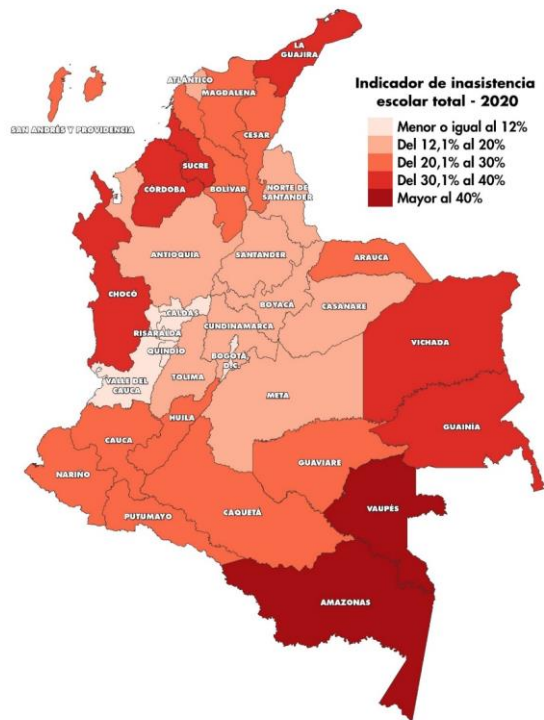 LA
GUAJIRA
ATLÁNTICO
MAGDALENA
SAN ANDRÉS Y PROVIDENCIA
CESAR
Indicador de inasistencia
escolar total - 2020
Menor o igual al 12%
Del 12,1% al 20%
Del 20,1% al 30%
Del 30,1% al 40%
Mayor al 40%
SUCRE
CÓRDOBA
BOLÍVAR
NORTE DE
SANTANDER
ANTIOQUIA
SANTANDER
ARAUCA
CHOCÓ
BOYACÁ
CASANARE
CALDAS
RISARALDA
CUNDINAMARCA
VICHADA
QUINDÍO
BOGOTÁ
D.C.
VALLE DEL
CAUCA
TOLIMA
META
HUILA
GUAINÍA
CAUCA
GUAVIARE
NARIÑO
VAUPÉS
PUTUMAYO
CAQUETÁ
AMAZONAS